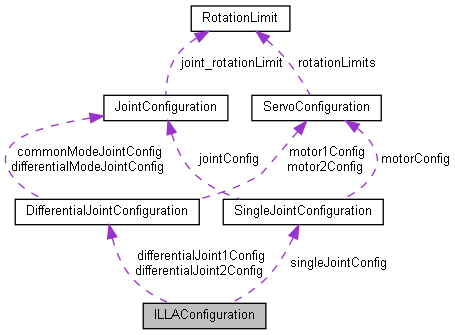 RotationLimit
joint_rotationLimit
rotationLimits
JointConfiguration
ServoConfiguration
commonModeJointConfig
differentialModeJointConfig
jointConfig
motor1Config
motor2Config
motorConfig
DifferentialJointConfiguration
SingleJointConfiguration
differentialJoint1Config
differentialJoint2Config
singleJointConfig
ILLAConfiguration